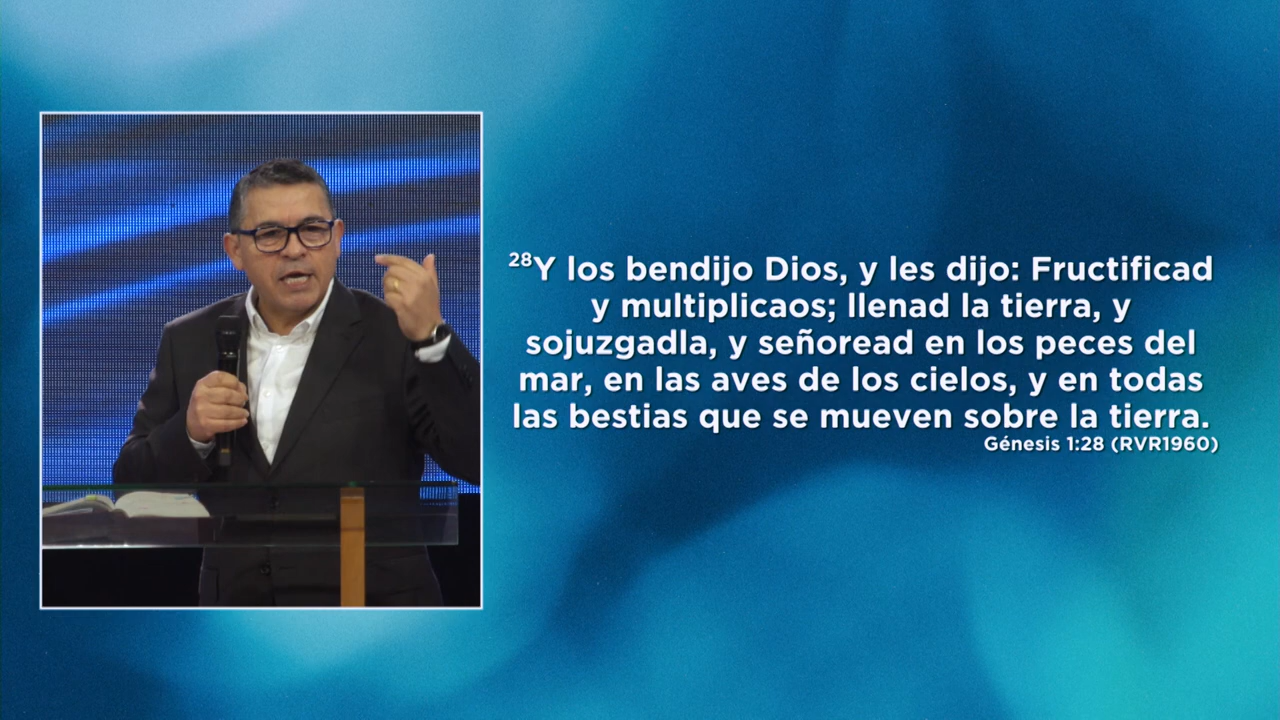 ²⁸Y los bendijo Dios, y les dijo: Fructificad
y multiplicaos; llenad la tierra, y
sojuzgadla, y señoread en los peces del
mar, en las aves de los cielos, y en todas
las bestias que se mueven sobre la tierra.
Génesis 1:28 (RVR1960)